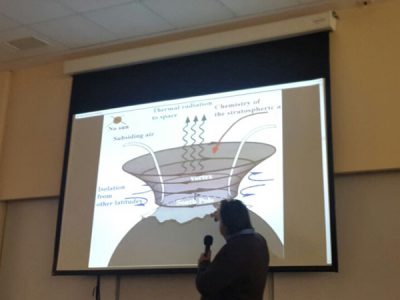 Thermal radiation
to space
Chemistry of
the stratospheric a
No sun
Subsiding air
vortex
Isolation
from
other latitudes
South Pole